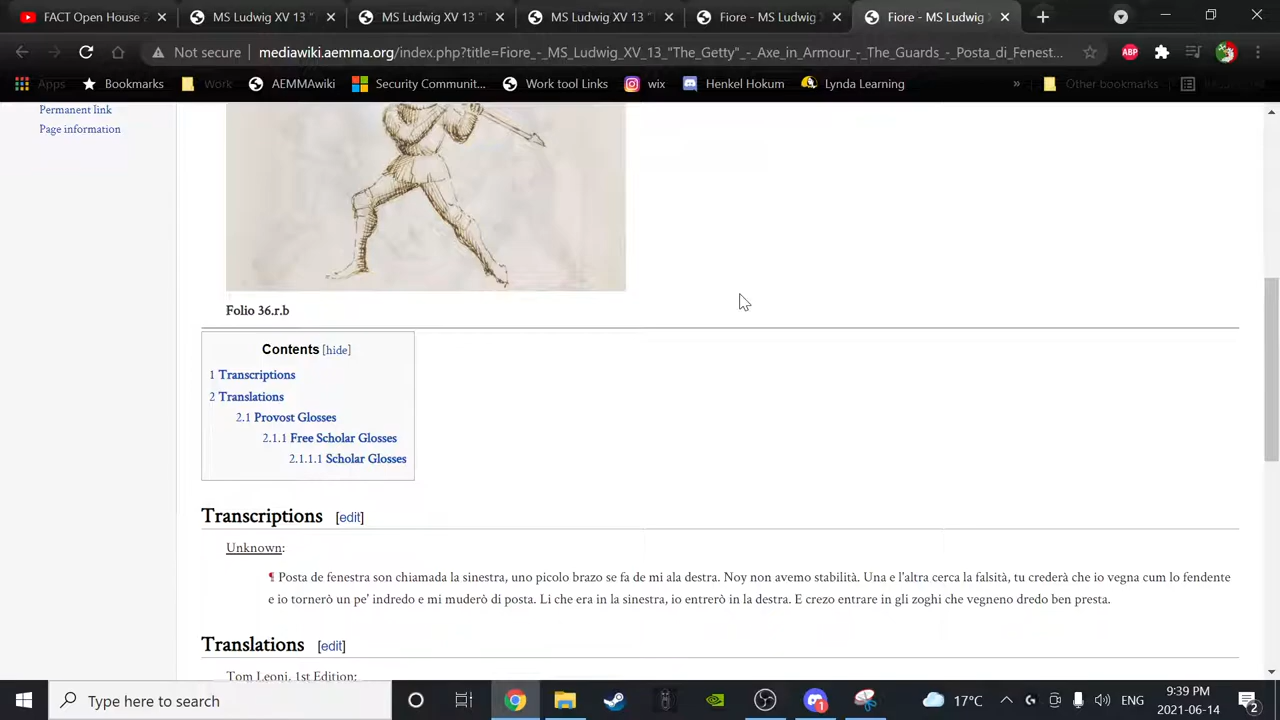 FACT Open House
MS Ludwig XV 13 "
MS Ludwig XV 13 "
MS Ludwig XV 13 "
Fiore - MS Ludwig
Fiore - MS Ludwig
Not secure
mediawiki.aemma.org/index.php?title=Fiore_-_MS_Ludwig_XV_13_"The_Getty"_-_Axe_in_Armour_-_The_Guards_-_Posta_di_Fenest...
ABP
Apps
Bookmarks
Work
AEMMAwiki
Security Communit...
Work tool Links
wix
Henkel Hokum
Lynda Learning
»
Other bookmarks
Permanent link
Page information
Folio 36.r.b
Contents [hide]
1 Transcriptions
2 Translations
2.1 Provost Glosses
2.1.1 Free Scholar Glosses
2.1.1.1 Scholar Glosses
Transcriptions [edit]
Unknown:
¶ Posta de fenestra son chiamada la sinestra, uno picolo brazo se fa de mi ala destra. Noy non avemo stabilità. Una e l'altra cerca la falsità, tu crederà che io vegna cum lo fendente
e io tornerò un pe' indredo e mi muderò di posta. Li che era in la sinestra, io entrerò in la destra. E crezo entrare in gli zoghi che vegneno dredo ben presta.
Translations [edit]
Tom Leoni, 1st Edition:
Type here to search
1
17°C
ENG
9:39 PM
2021-06-14
2